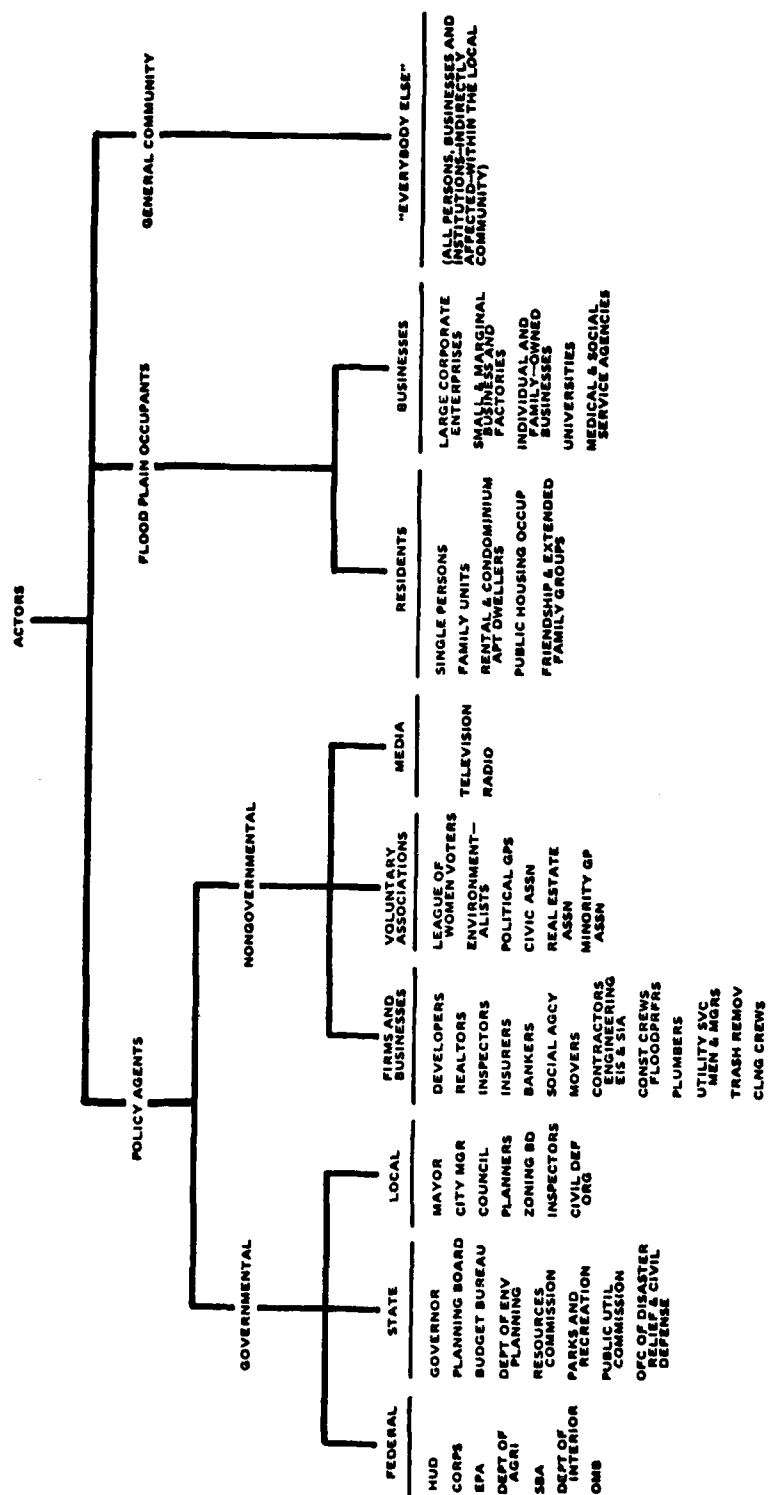 ACTORS
POLICY AGENTS
FLOOD PLAIN OCCUPANTS
GENERAL COMMUNITY
GOVERNMENTAL
NONGOVERNMENTAL
FEDERAL
HUD
CORPS
EPA
DEPT OF
AGRI
SBA
DEPT OF
INTERIOR
OMB
STATE
GOVERNOR
PLANNING BOARD
BUDGET BUREAU
DEPT OF ENV
PLANNING
RESOURCES
COMMISSION
PARKS AND
RECREATION
PUBLIC UTIL
COMMISSION
OFC OF DISASTER
RELIEF & CIVIL
DEFENSE
LOCAL
MAYOR
CITY MGR
COUNCIL
PLANNERS
ZONING BD
INSPECTORS
CIVIL DEF
ORG
FIRMS AND
BUSINESSES
DEVELOPERS
REALTORS
INSPECTORS
INSURERS
BANKERS
SOCIAL AGCY
MOVERS
CONTRACTORS
ENGINEERING
EIS & SIA
CONST CREWS
FLOODPRFRS
PLUMBERS
UTILITY SVC
MEN & MGRS
TRASH REMOV
CLNG CREWS
VOLUNTARY
ASSOCIATIONS
LEAGUE OF
WOMEN VOTERS
ENVIRONMENT—
ALISTS
POLITICAL GPS
CIVIC ASSN
REAL ESTATE
ASSN
MINORITY GP
ASSN
MEDIA
TELEVISION
RADIO
RESIDENTS
SINGLE PERSONS
FAMILY UNITS
RENTAL & CONDOMINIUM
APT DWELLERS
PUBLIC HOUSING OCCUP
FRIENDSHIP & EXTENDED
FAMILY GROUPS
BUSINESSES
LARGE CORPORATE
ENTERPRISES
SMALL & MARGINAL
BUSINESS AND
FACTORIES
INDIVIDUAL AND
FAMILY—OWNED
BUSINESSES
UNIVERSITIES
MEDICAL & SOCIAL
SERVICE AGENCIES
"EVERYBODY ELSE"
(ALL PERSONS, BUSINESSES AND
INSTITUTIONS—INDIRECTLY
AFFECTED—WITHIN THE LOCAL
COMMUNITY)